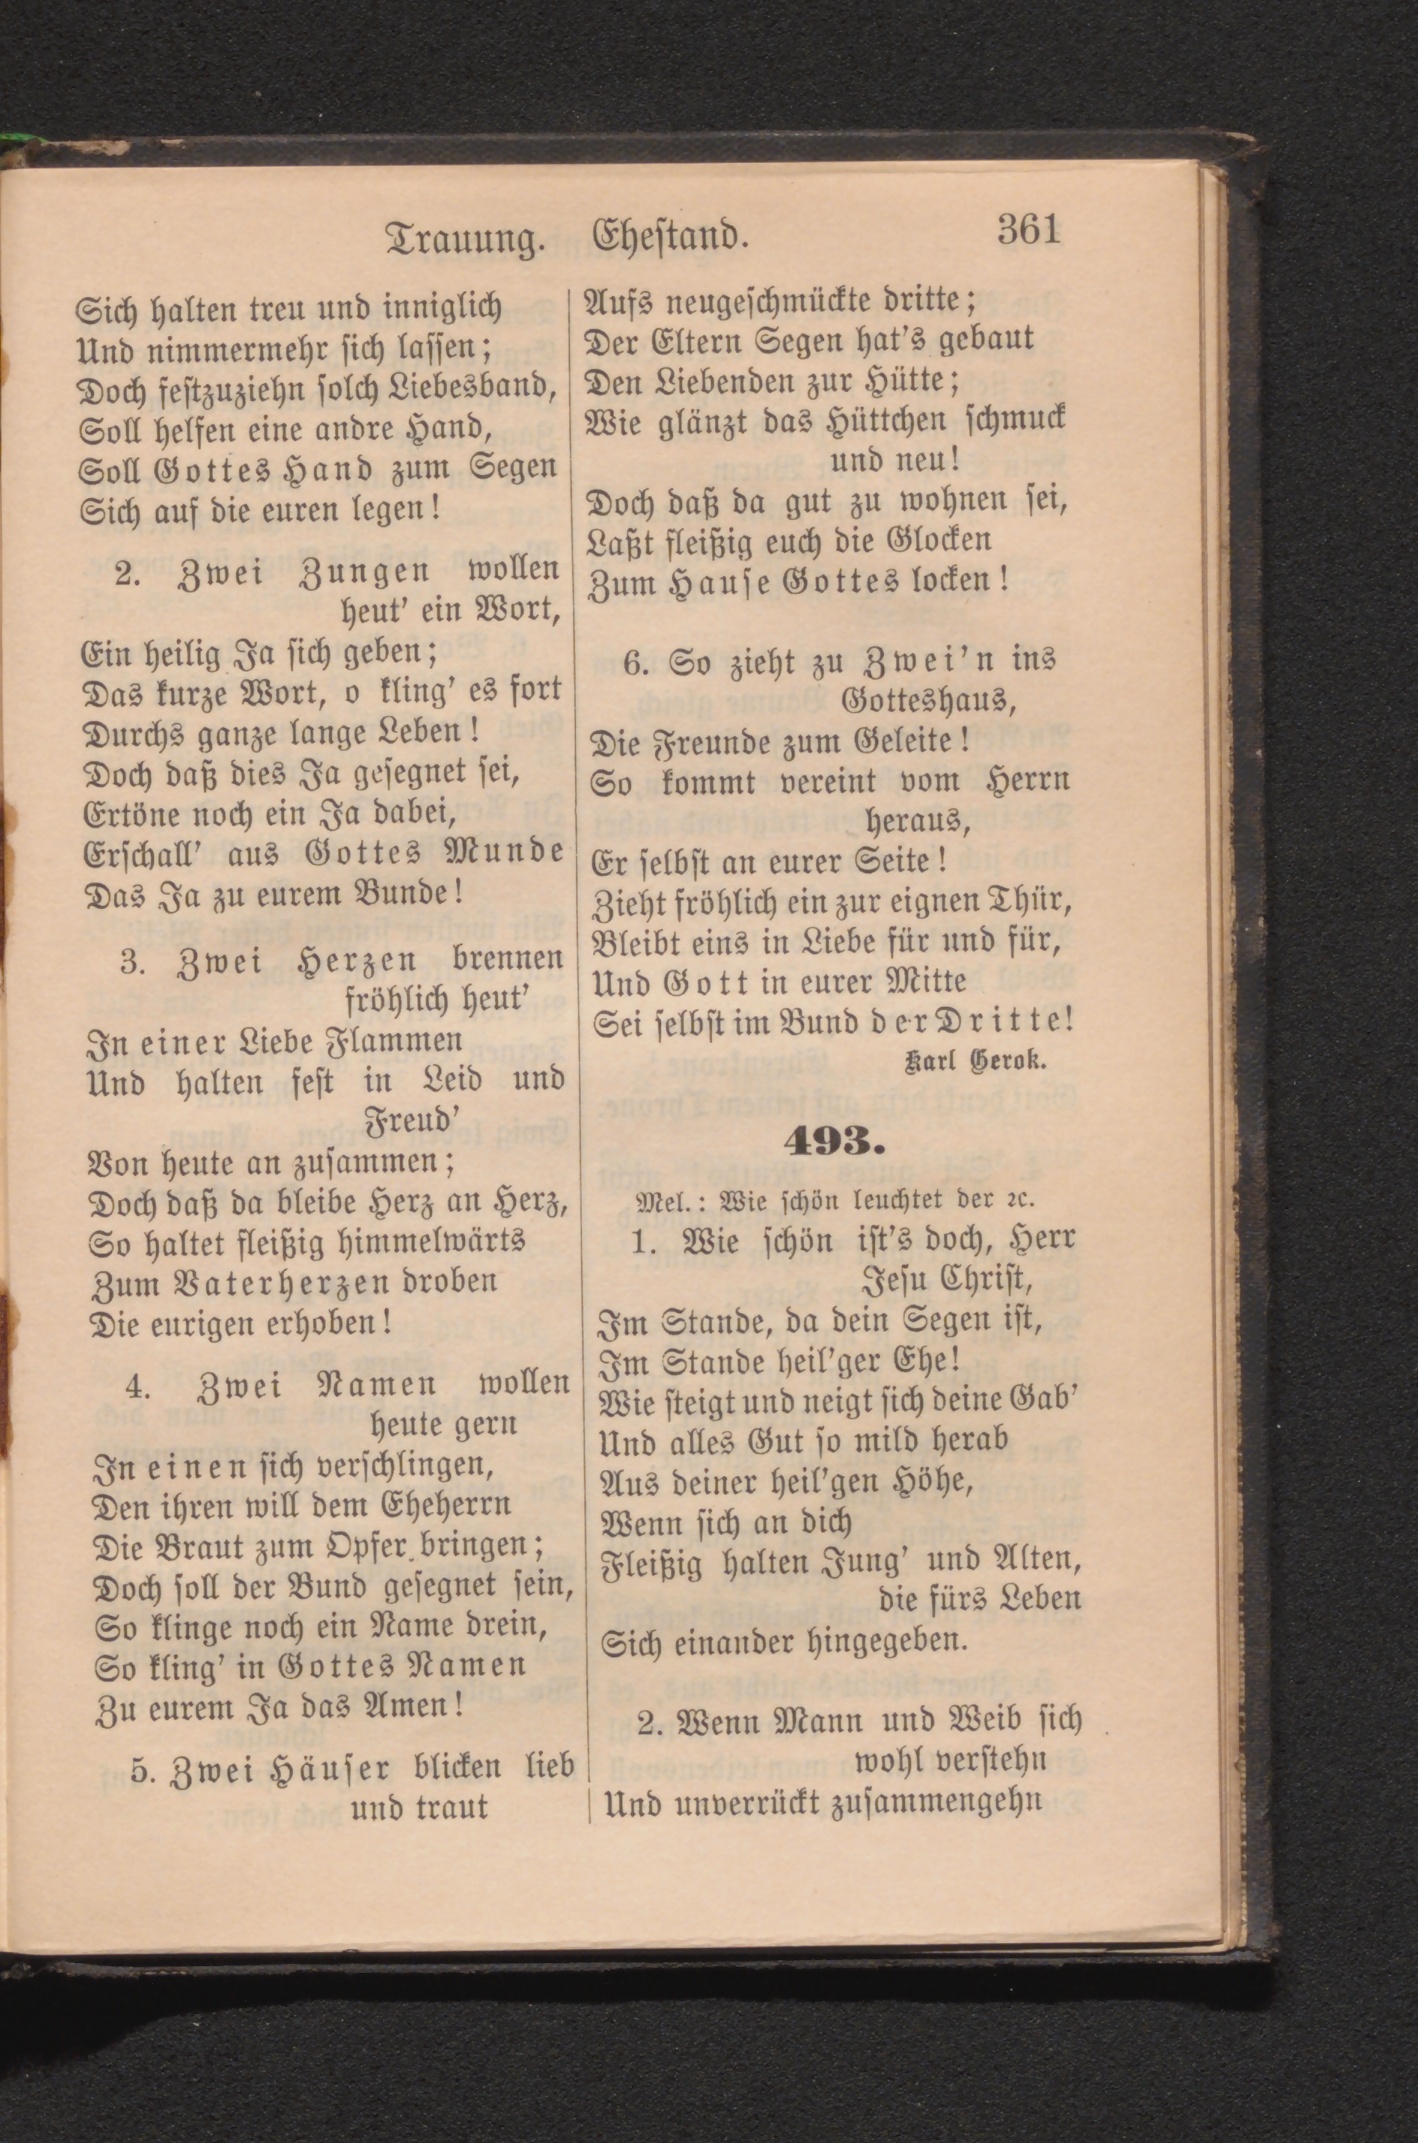 Trauung. Ehestand. 361
Sich halten treu und inniglich
Und nimmermehr sich lassen;
Doch festzuziehn solch Liebesband,
Soll helfen eine andre Hand,
Soll Gottes Hand zum Segen
Sich auf die euren legen!
2. Zwei Zungen wollen
heut' ein Wort,
Ein heilig Ja sich geben;
Das kurze Wort, o kling' es fort
Durchs ganze lange Leben!
Doch daß dies Ja gesegnet sei,
Ertöne noch ein Ja dabei,
Erschall' aus Gottes Munde
Das Ja zu eurem Bunde!
3. Zwei Herzen brennen
fröhlich heut'
In einer Liebe Flammen
Und halten fest in Leid und
Freud'
Von heute an zusammen;
Doch daß da bleibe Herz an Herz,
So haltet fleißig himmelwärts
Zum Vaterherzen droben
Die eurigen erhoben!
4. Zwei Namen wollen
heute gern
In einen sich verschlingen,
Den ihren will dem Eheherrn
Die Braut zum Opfer bringen;
Doch soll der Bund gesegnet sein,
So klinge noch ein Name drein,
So kling' in Gottes Namen
Zu eurem Ja das Amen!
5. Zwei Häuser blicken lieb
und traut
Aufs neugeschmückte dritte;
Der Eltern Segen hat's gebaut
Den Liebenden zur Hütte;
Wie glänzt das Hüttchen schmuck
und neu!
Doch daß da gut zu wohnen sei,
Laßt fleißig euch die Glocken
Zum Hause Gottes locken!
6. So zieht zu Zwei'n ins
Gotteshaus,
Die Freunde zum Geleite!
So kommt vereint vom Herrn
heraus,
Er selbst an eurer Seite!
Zieht fröhlich ein zur eignen Thür,
Bleibt eins in Liebe für und für,
Und Gott in eurer Mitte
Sei selbst im Bund der Dritte!
Karl Gerok.
493.
Mel.: Wie schön leuchtet der ꝛc.
1. Wie schön ist's doch, Herr
Jesu Christ,
Im Stande, da dein Segen ist,
Im Stande heil'ger Ehe!
Wie steigt und neigt sich deine Gab'
Und alles Gut so mild herab
Aus deiner heil'gen Höhe,
Wenn sich an dich
Fleißig halten Jung' und Alten,
die fürs Leben
Sich einander hingegeben.
2. Wenn Mann und Weib sich
wohl verstehn
Und unverrückt zusammengehn